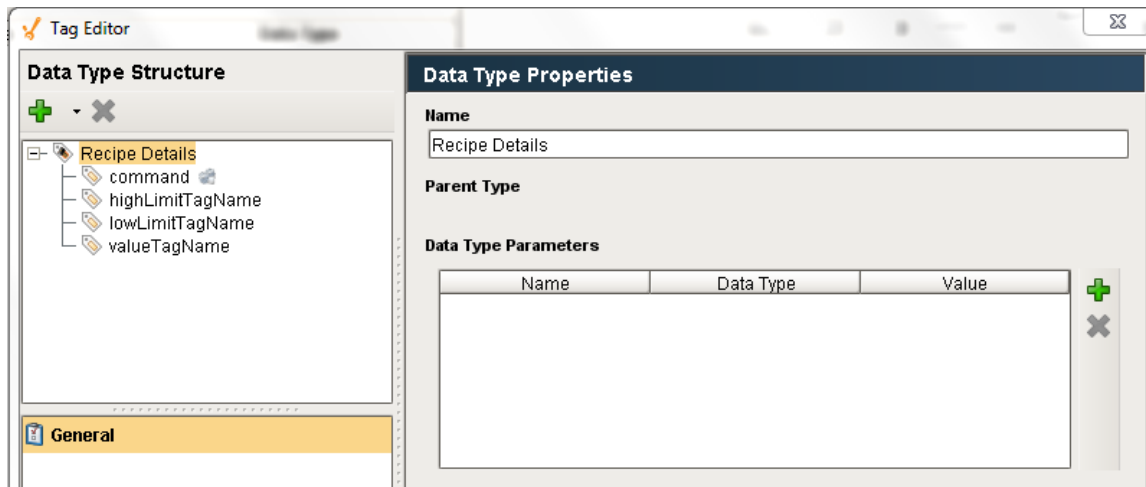 Tag Editor
Data Type Structure
Recipe Details
command
highLimitTagName
lowLimitTagName
valueTagName
General
Data Type Properties
Name
Recipe Details
Parent Type
Data Type Parameters
Name Data Type Value